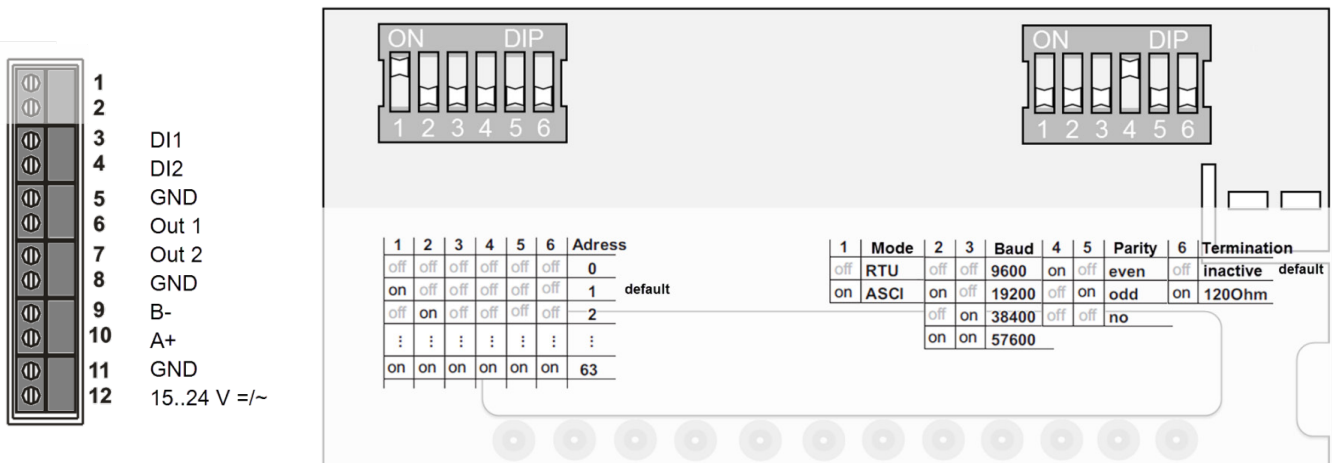 1
2
3 DI1
4 DI2
5 GND
6 Out 1
7 Out 2
8 GND
9 B-
10 A+
11 GND
12 15..24 V =/~
ON DIP
1 2 3 4 5 6
ON DIP
1 2 3 4 5 6
1 2 3 4 5 6 Adress
off off off off off off 0
on off off off off off 1 default
off on off off off off 2
: : : : : : :
on on on on on on 63
1 Mode 2 3 Baud 4 5 Parity 6 Termination
off RTU off off 9600 on off even off inactive default
on ASCI on off 19200 off on odd on 120Ohm
off on 38400 off off no
on on 57600